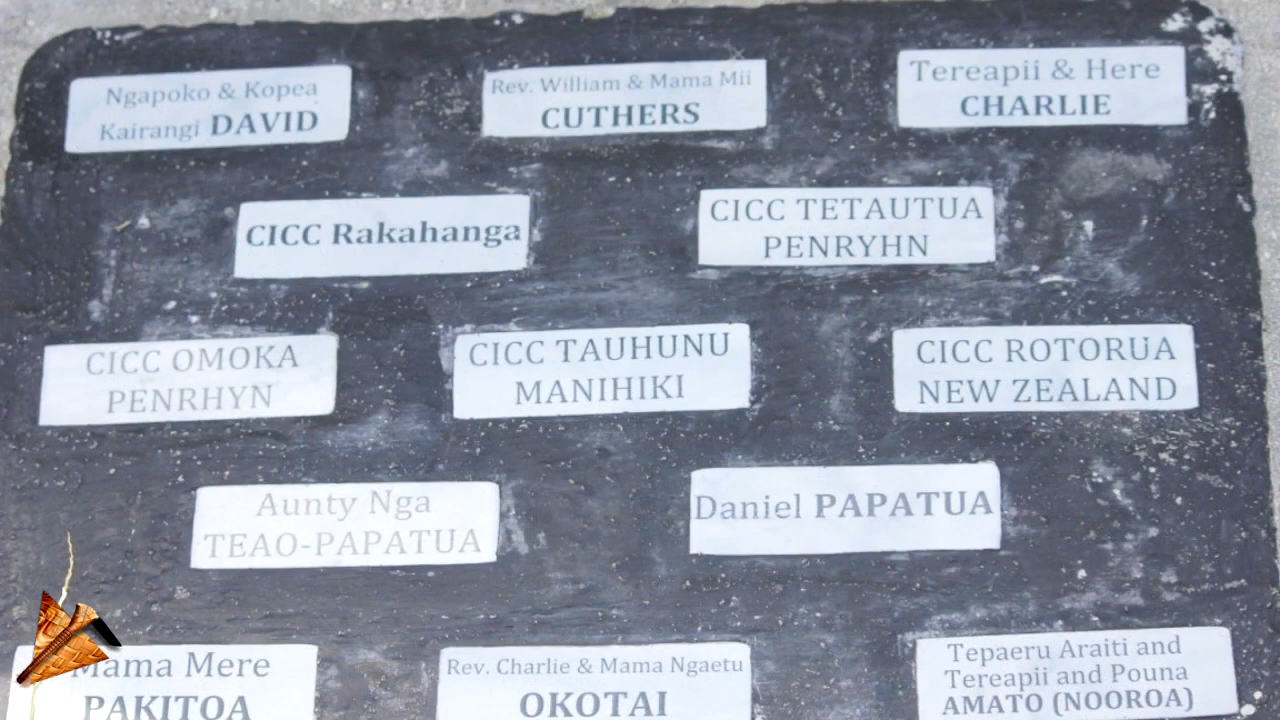 Ngapoko & Kopea
Kairangi DAVID
Rev. William & Mama Mii
CUTHERS
Tereapii & Here
CHARLIE
CICC Rakahanga
CICC TETAUTUA
PENRYHN
CICC OMOKA
PENRHYN
CICC TAUHUNU
MANIHIKI
CICC ROTORUA
NEW ZEALAND
Aunty Nga
TEAO-PAPATUA
Daniel PAPATUA
Mama Mere
PAKITOA
Rev. Charlie & Mama Ngaetu
OKOTAI
Tepaeru Araiti and
Tereapii and Pouna
AMATO (NOOROA)